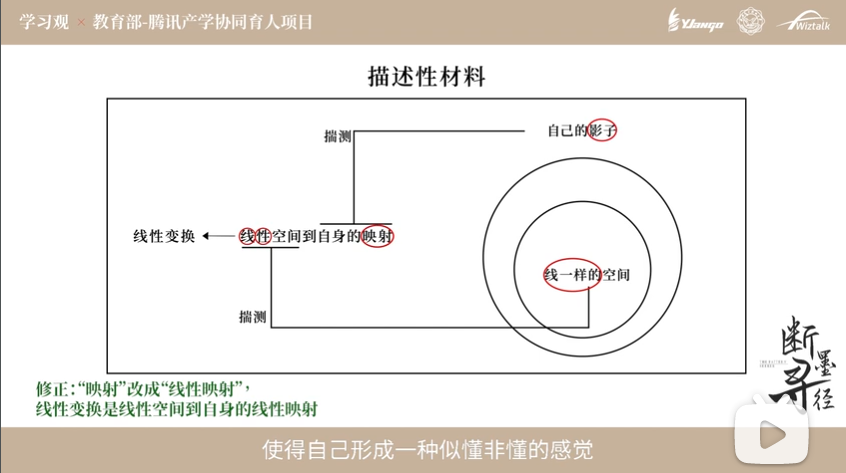 学习观 × 教育部-腾讯产学协同育人项目
YJango
Wiztalk
描述性材料
揣测
自己的影子
线性变换
线性空间到自身的映射
线一样的空间
揣测
修正：“映射”改成“线性映射”，
线性变换是线性空间到自身的线性映射
断墨寻径
使得自己形成一种似懂非懂的感觉